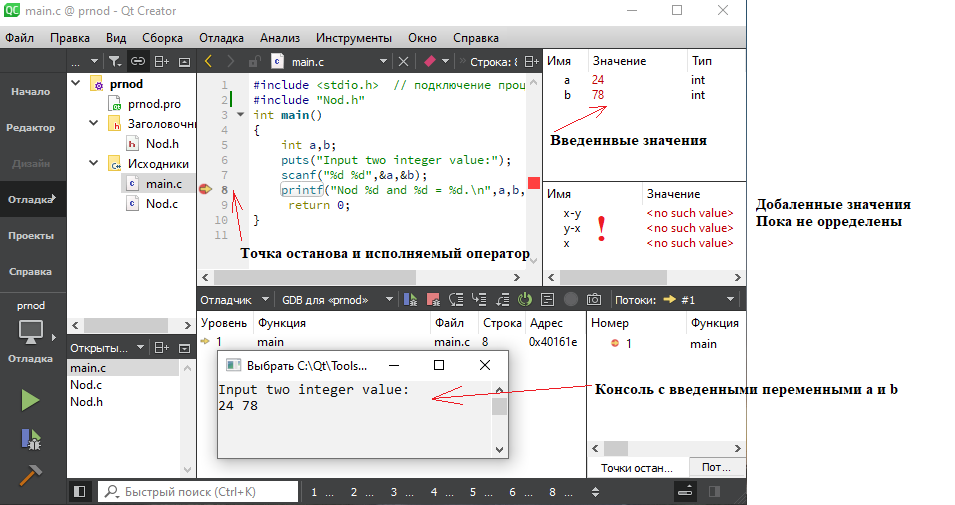 main.c @ prnod - Qt Creator
Файл Правка Вид Сборка Отладка Анализ Инструменты Окно Справка
Начало
Редактор
Дизайн
Отладка
Проекты
Справка
prnod
Отладка
...
prnod
prnod.pro
Заголовочн
Nod.h
Исходники
main.c
Nod.c
Открыты...
main.c
Nod.c
Nod.h
main.c Строка: 8
1 #include <stdio.h> // подключение проц
2 #include "Nod.h"
3 int main()
4 {
5 int a,b;
6 puts("Input two integer value:");
7 scanf("%d %d",&a,&b);
8 printf("Nod %d and %d = %d.\n",a,b,
9 return 0;
10 }
11
Точка останова и исполняемый оператор
Имя Значение Тип
a 24 int
b 78 int
Введеннвые значения
Имя Значение
x-y <no such value>
y-x <no such value>
x <no such value>
!
Добаленные значения
Пока не орределены
Отладчик GDB для «prnod» Потоки: #1
Уровень Функция Файл Строка Адрес
1 main main.c 8 0x40161e
Номер Функция
1 main
Выбрать C:\Qt\Tools...
Input two integer value:
24 78
Консоль с введенными переменными a и b
Точки остан... Пот...
Быстрый поиск (Ctrl+K)
1 ... 2 ... 3 ... 4 ... 5 ... 6 ... 8 ...